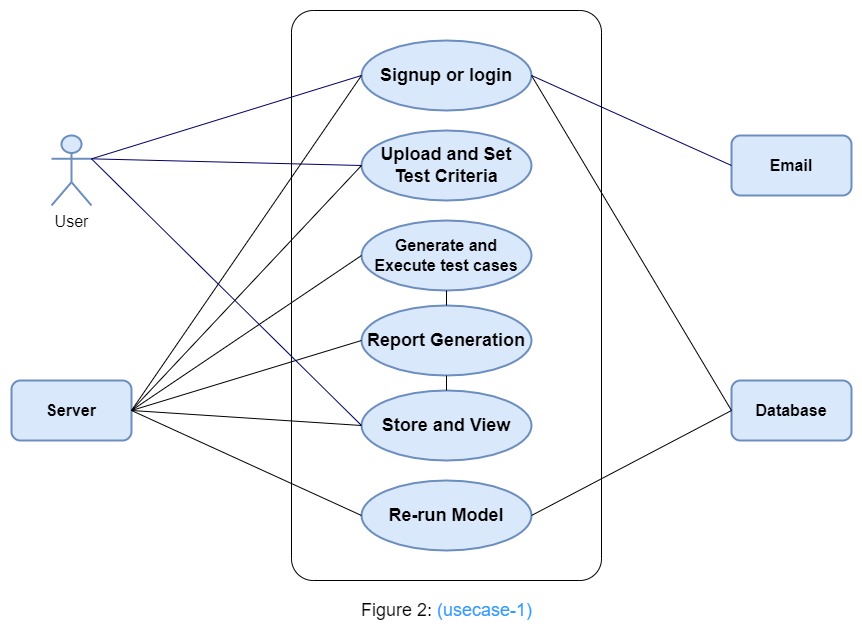 Signup or login
Upload and Set
Test Criteria
Email
User
Generate and
Execute test cases
Report Generation
Server
Store and View
Database
Re-run Model
Figure 2: (usecase-1)